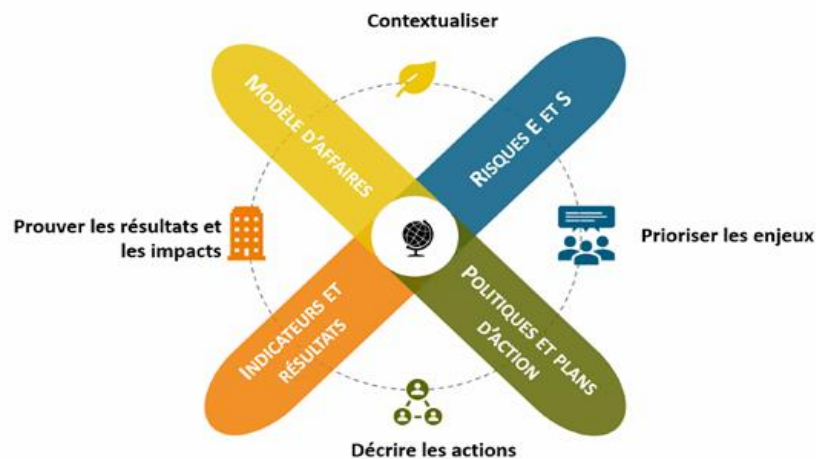 Contextualiser
MODÈLE D'AFFAIRES
RISQUES E ET S
Prouver les résultats et
les impacts
Prioriser les enjeux
INDICATEURS ET
RÉSULTATS
POLITIQUES ET PLANS
D'ACTION
Décrire les actions